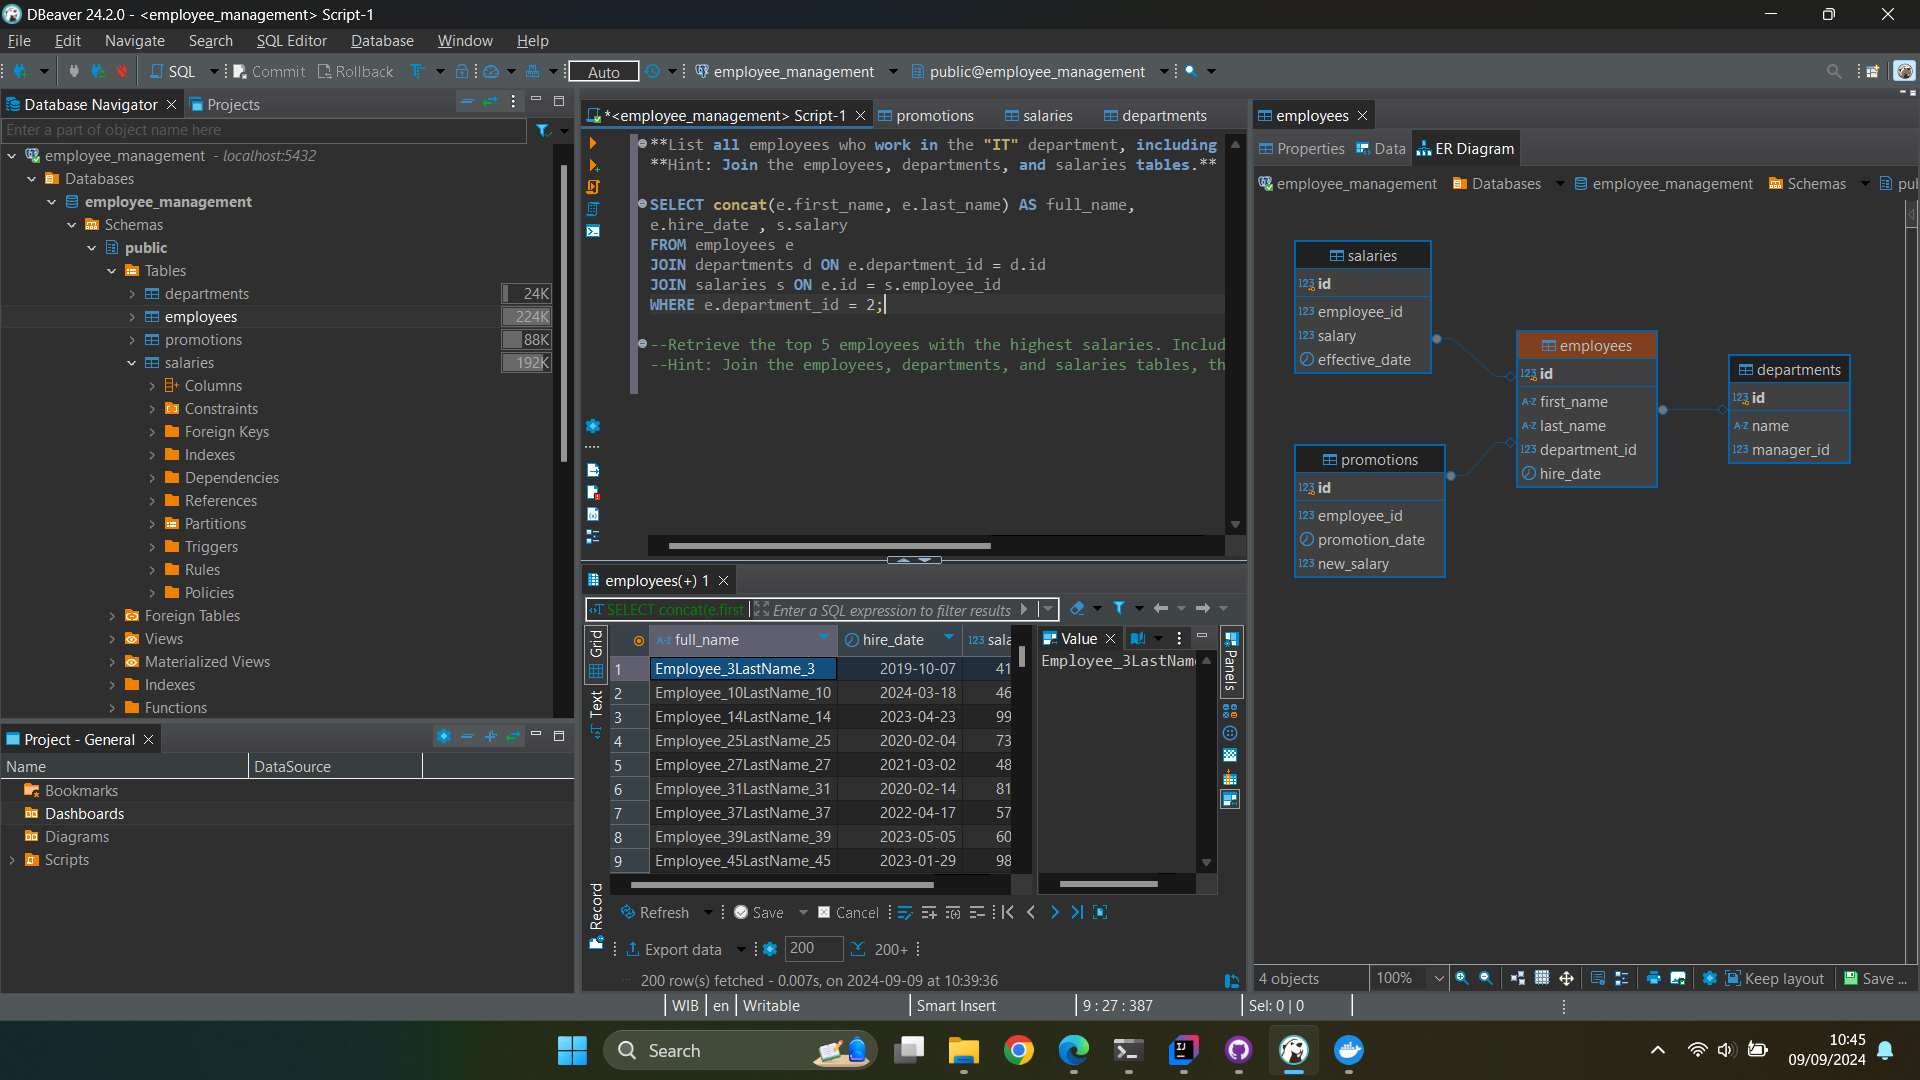 DBeaver 24.2.0 - <employee_management> Script-1
File Edit Navigate Search SQL Editor Database Window Help
SQL Commit Rollback Auto employee_management public@employee_management
Database Navigator Projects
Enter a part of object name here
employee_management - localhost:5432
Databases
employee_management
Schemas
public
Tables
departments 24K
employees 224K
promotions 88K
salaries 192K
Columns
Constraints
Foreign Keys
Indexes
Dependencies
References
Partitions
Triggers
Rules
Policies
Foreign Tables
Views
Materialized Views
Indexes
Functions
Project - General
Name DataSource
Bookmarks
Dashboards
Diagrams
Scripts
*<employee_management> Script-1 promotions salaries departments
**List all employees who work in the "IT" department, including
**Hint: Join the employees, departments, and salaries tables.**
SELECT concat(e.first_name, e.last_name) AS full_name,
e.hire_date , s.salary
FROM employees e
JOIN departments d ON e.department_id = d.id
JOIN salaries s ON e.id = s.employee_id
WHERE e.department_id = 2;
--Retrieve the top 5 employees with the highest salaries. Includ
--Hint: Join the employees, departments, and salaries tables, th
employees(+) 1
SELECT concat(e.first Enter a SQL expression to filter results
Grid
Text
Record
full_name hire_date sala
1 Employee_3LastName_3 2019-10-07 41
2 Employee_10LastName_10 2024-03-18 46
3 Employee_14LastName_14 2023-04-23 99
4 Employee_25LastName_25 2020-02-04 73
5 Employee_27LastName_27 2021-03-02 48
6 Employee_31LastName_31 2020-02-14 81
7 Employee_37LastName_37 2022-04-17 57
8 Employee_39LastName_39 2023-05-05 60
9 Employee_45LastName_45 2023-01-29 98
Value
Employee_3LastName
Panels
Refresh Save Cancel
Export data 200 200+
200 row(s) fetched - 0.007s, on 2024-09-09 at 10:39:36
employees
Properties Data ER Diagram
employee_management Databases employee_management Schemas pul
salaries
id
employee_id
salary
effective_date
promotions
id
employee_id
promotion_date
new_salary
employees
id
first_name
last_name
department_id
hire_date
departments
id
name
manager_id
4 objects 100% Keep layout Save ...
WIB en Writable Smart Insert 9 : 27 : 387 Sel: 0 | 0
Search
10:45
09/09/2024